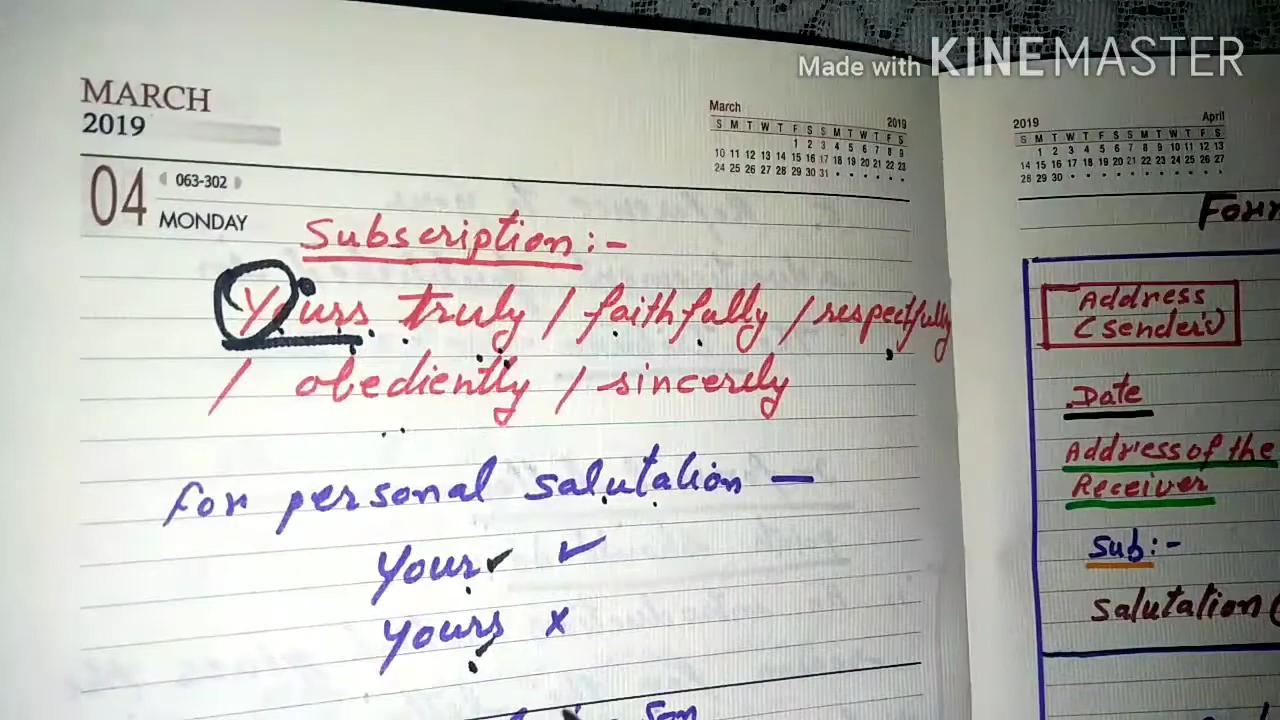 Made with KINEMASTER
MARCH
2019
04
063-302
MONDAY
March 2019
S M T W T F S S M T W T F S
1 2 3 4 5 6 7 8 9
10 11 12 13 14 15 16 17 18 19 20 21 22 23
24 25 26 27 28 29 30 31
Subscription:-
Yours truly / faithfully / respectfully
/ obediently / sincerely
for personal salutation —
Your ✓ ✓
Yours ×
Son
2019 April
S M T W T F S S M T W T F S
1 2 3 4 5 6 7 8 9 10 11 12 13
14 15 16 17 18 19 20 21 22 23 24 25 26 27
28 29 30
Address
(sender's)
Date
Address of the
Receiver
Sub:-
Salutation (